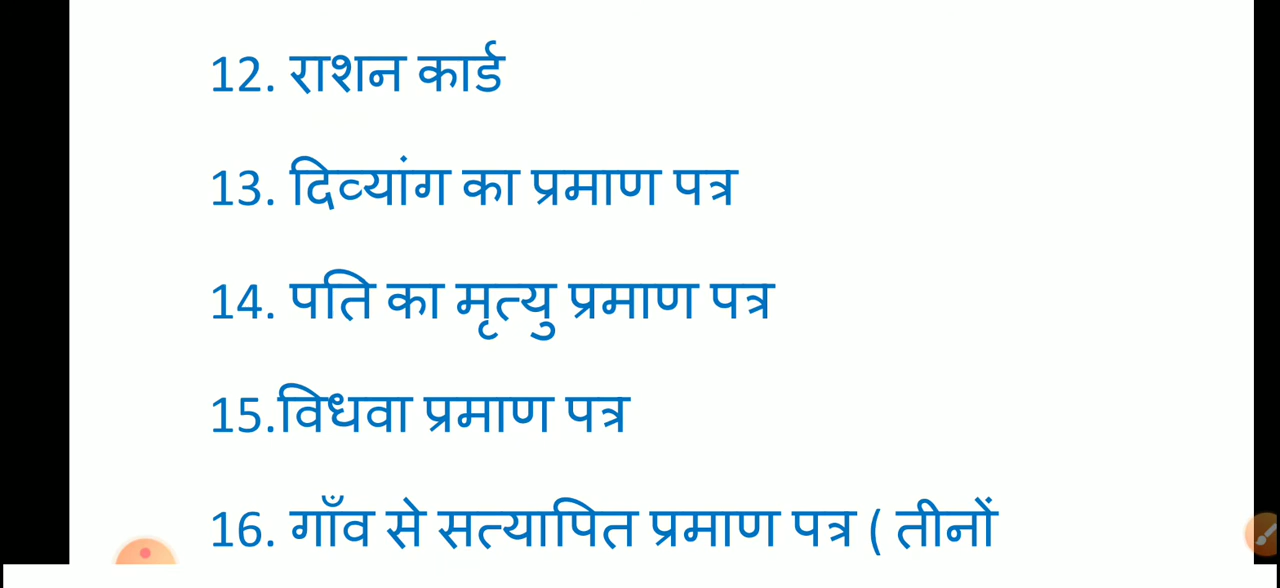 12. राशन कार्ड
13. दिव्यांग का प्रमाण पत्र
14. पति का मृत्यु प्रमाण पत्र
15.विधवा प्रमाण पत्र
16. गाँव से सत्यापित प्रमाण पत्र ( तीनों